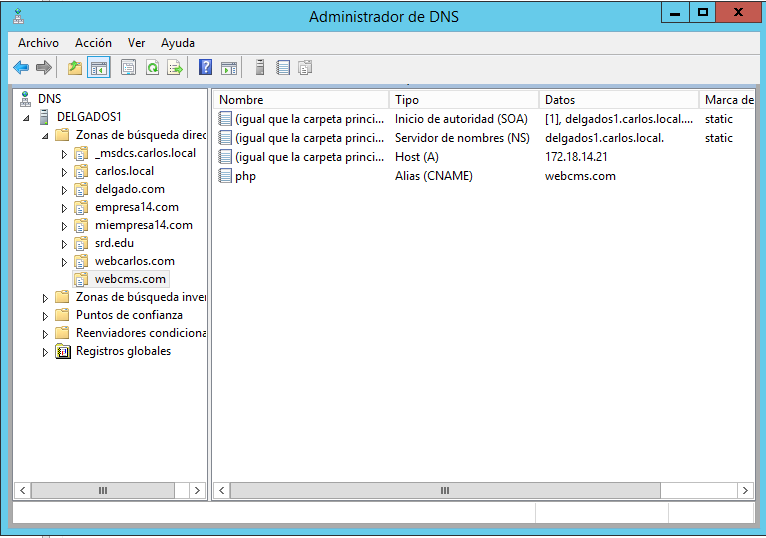 Administrador de DNS
Archivo Acción Ver Ayuda
DNS
DELGADOS1
Zonas de búsqueda direc
_msdcs.carlos.local
carlos.local
delgado.com
empresa14.com
miempresa14.com
srd.edu
webcarlos.com
webcms.com
Zonas de búsqueda inver
Puntos de confianza
Reenviadores condiciona
Registros globales
Nombre Tipo Datos Marca de
(igual que la carpeta princi... Inicio de autoridad (SOA) [1], delgados1.carlos.local.... static
(igual que la carpeta princi... Servidor de nombres (NS) delgados1.carlos.local. static
(igual que la carpeta princi... Host (A) 172.18.14.21
php Alias (CNAME) webcms.com